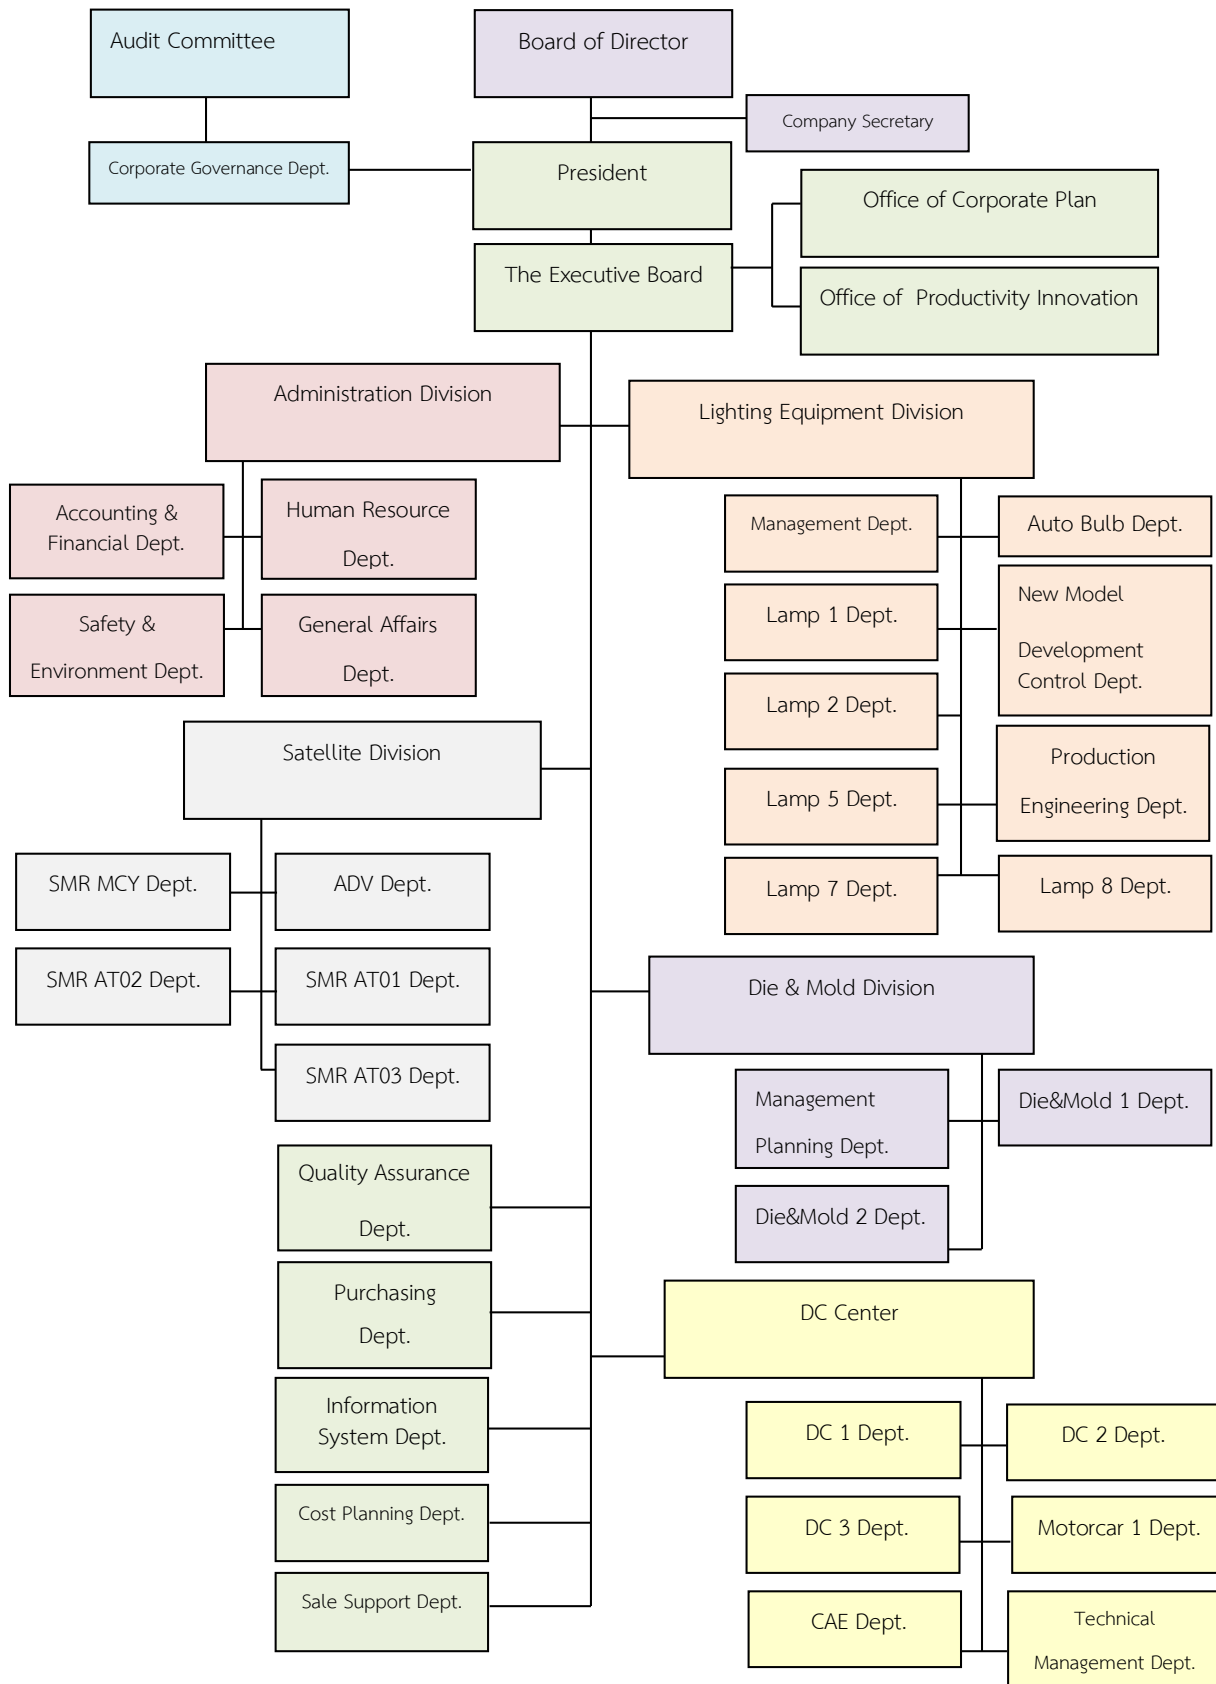 Audit Committee
Board of Director
Company Secretary
Corporate Governance Dept.
President
Office of Corporate Plan
The Executive Board
Office of  Productivity Innovation
Administration Division
Lighting Equipment Division
Accounting &
Financial Dept.
Human Resource
Dept.
Safety &
Environment Dept.
General Affairs
Dept.
Management Dept.
Auto Bulb Dept.
Lamp 1 Dept.
New Model
Development
Control Dept.
Lamp 2 Dept.
Lamp 5 Dept.
Production
Engineering Dept.
Lamp 7 Dept.
Lamp 8 Dept.
Satellite Division
SMR MCY Dept.
ADV Dept.
SMR AT02 Dept.
SMR AT01 Dept.
SMR AT03 Dept.
Die & Mold Division
Management
Planning Dept.
Die&Mold 1 Dept.
Die&Mold 2 Dept.
Quality Assurance
Dept.
Purchasing
Dept.
Information
System Dept.
Cost Planning Dept.
Sale Support Dept.
DC Center
DC 1 Dept.
DC 2 Dept.
DC 3 Dept.
Motorcar 1 Dept.
CAE Dept.
Technical
Management Dept.